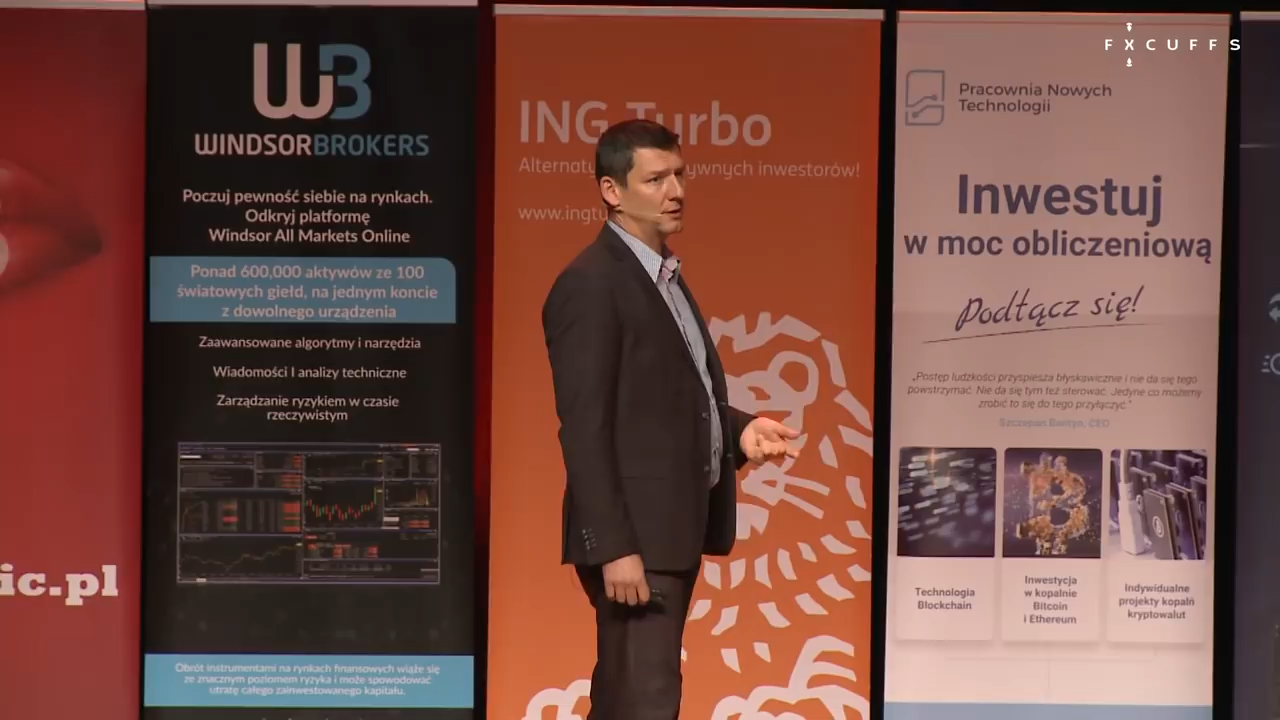 FXCUFFS
ic.pl
WB
WINDSORBROKERS
Poczuj pewność siebie na rynkach.
Odkryj platformę
Windsor All Markets Online
Ponad 600,000 aktywów ze 100
światowych giełd, na jednym koncie
z dowolnego urządzenia
Zaawansowane algorytmy i narzędzia
Wiadomości I analizy techniczne
Zarządzanie ryzykiem w czasie
rzeczywistym
Obrót instrumentami na rynkach finansowych wiąże się
ze znacznym poziomem ryzyka i może spowodować
utratę całego zainwestowanego kapitału.
ING Turbo
inwestorów!
Pracownia Nowych
Technologii
Inwestuj
w moc obliczeniową
Podłącz się!
„Postęp ludzkości przyspiesza błyskawicznie i nie da się tego
powstrzymać. Nie da się tym też sterować. Jedyne co możemy
zrobić to się do tego przyłączyć."
Szczepan Bentyn, CEO
Technologia
Blockchain
Inwestycja
w kopalnie
Bitcoin
i Ethereum
Indywidualne
projekty kopalń
kryptowalut